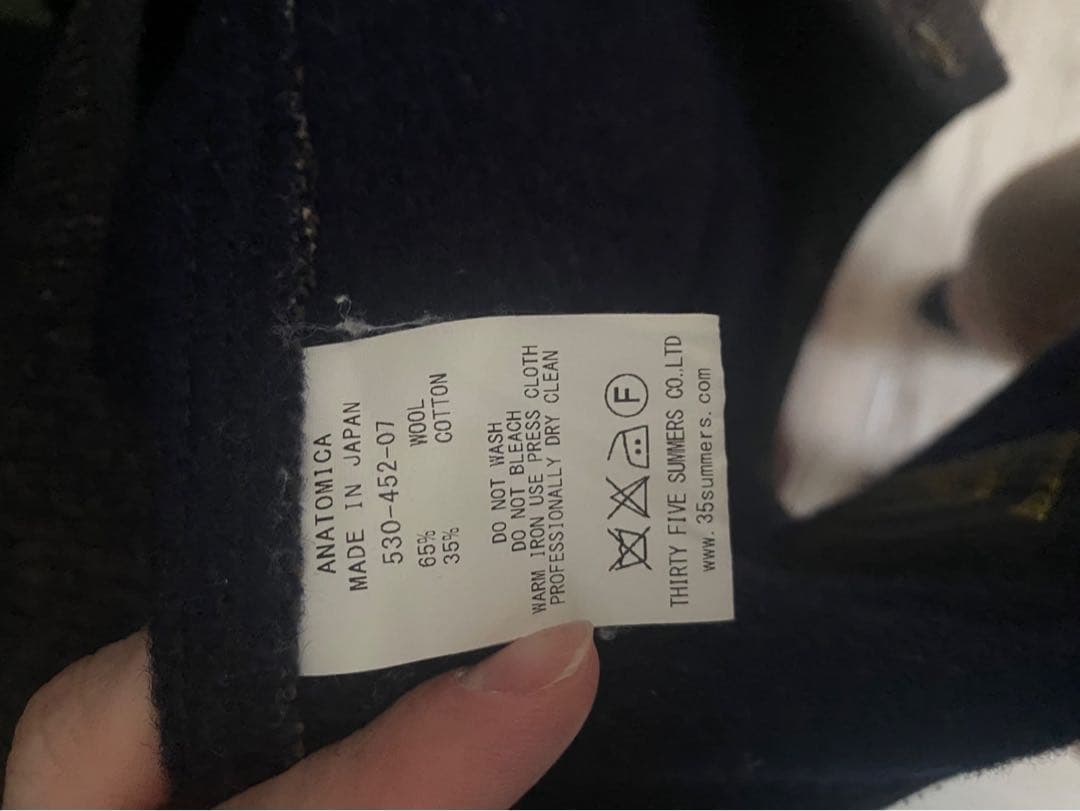 ANATOMICA
MADE IN JAPAN
530-452-07
65% WOOL
35% COTTON
DO NOT WASH
DO NOT BLEACH
WARM IRON USE PRESS CLOTH
PROFESSIONALLY DRY CLEAN
F
THIRTY FIVE SUMMERS CO.,LTD
www.35summers.com